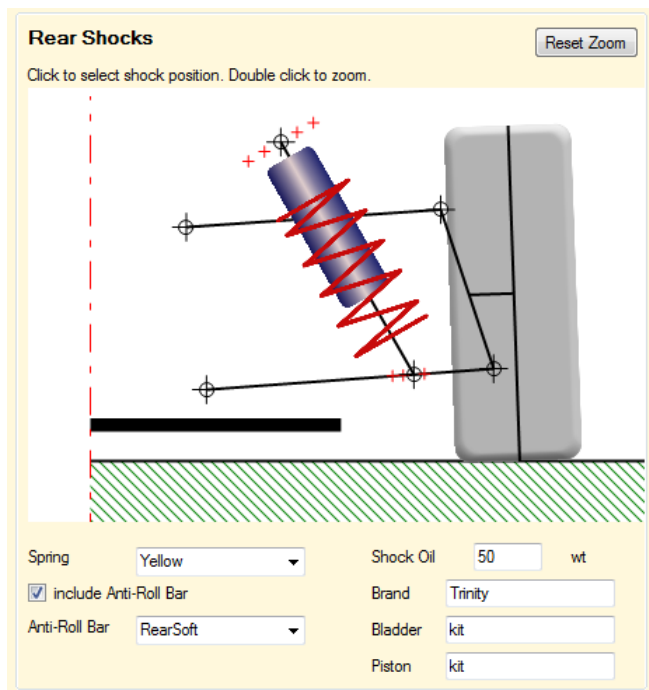 Rear Shocks
Reset Zoom
Click to select shock position. Double click to zoom.
Spring Yellow Shock Oil 50 wt
include Anti-Roll Bar Brand Trinity
Anti-Roll Bar RearSoft Bladder kit
Piston kit